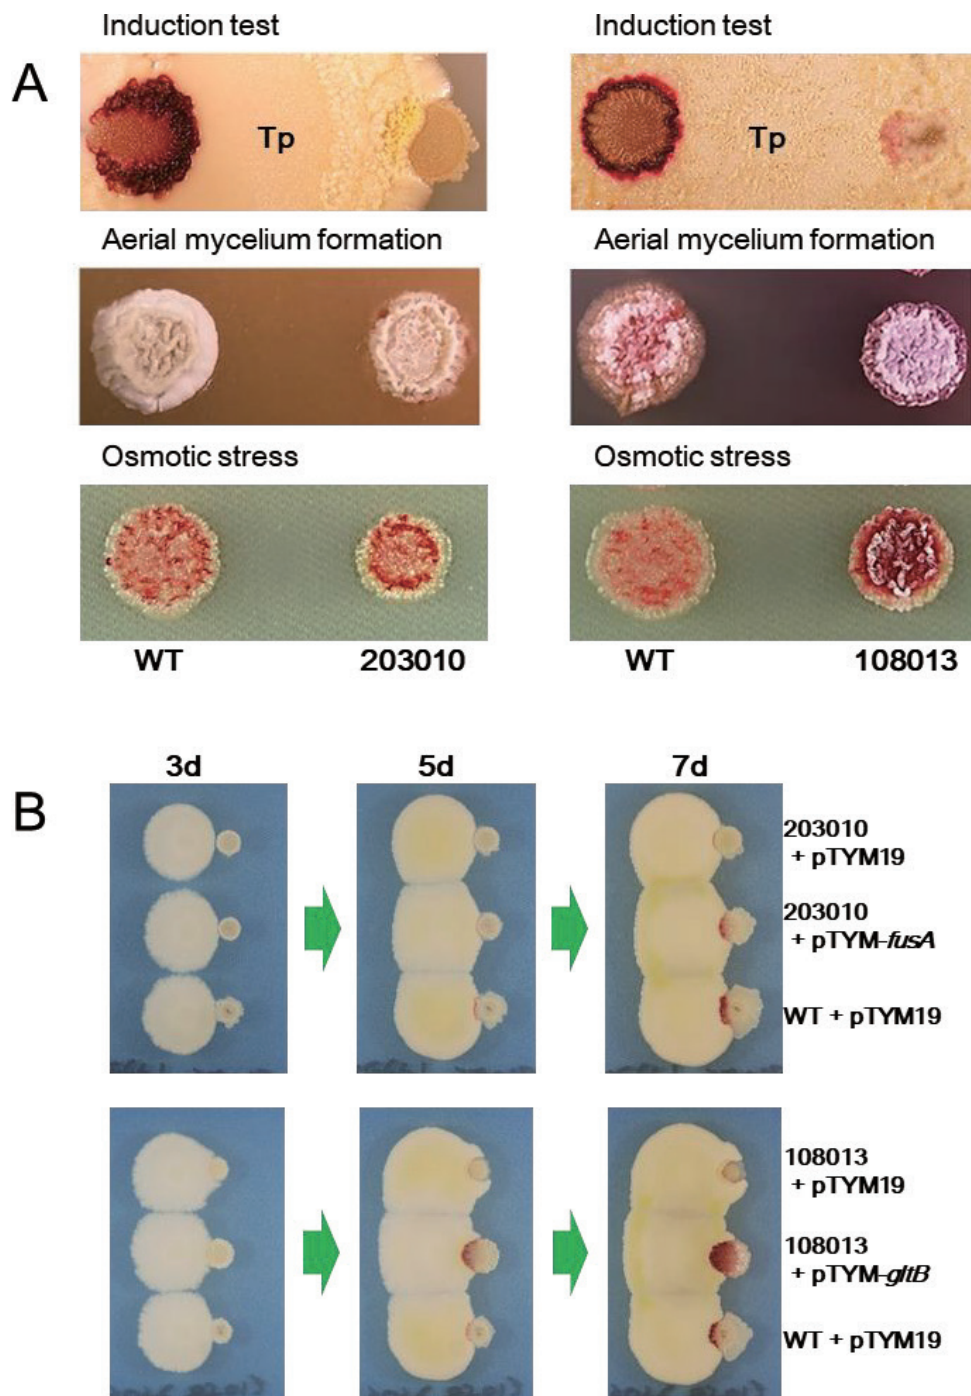 Induction test
Induction test
A
Tp
Tp
Aerial mycelium formation
Aerial mycelium formation
Osmotic stress
Osmotic stress
WT
203010
WT
108013
3d
5d
7d
B
203010
+ pTYM19
203010
+ pTYM-fusA
WT + pTYM19
108013
+ pTYM19
108013
+ pTYM-gltB
WT + pTYM19